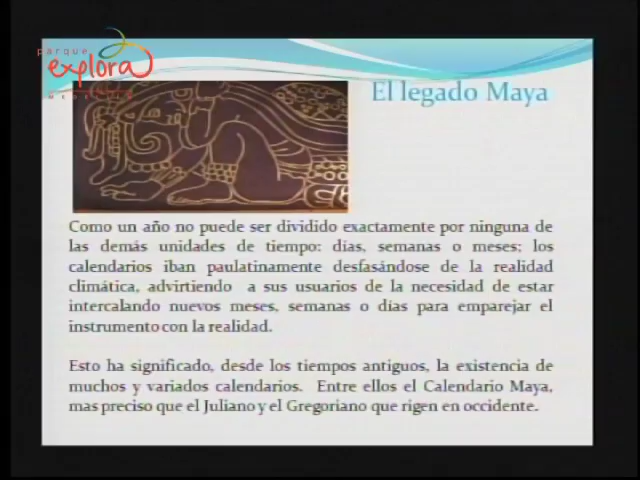 parque
explora
El legado Maya
Como un año no puede ser dividido exactamente por ninguna de
las demás unidades de tiempo: días, semanas o meses; los
calendarios iban paulatinamente desfasándose de la realidad
climática, advirtiendo a sus usuarios de la necesidad de estar
intercalando nuevos meses, semanas o días para emparejar el
instrumento con la realidad.
Esto ha significado, desde los tiempos antiguos, la existencia de
muchos y variados calendarios. Entre ellos el Calendario Maya,
mas preciso que el Juliano y el Gregoriano que rigen en occidente.